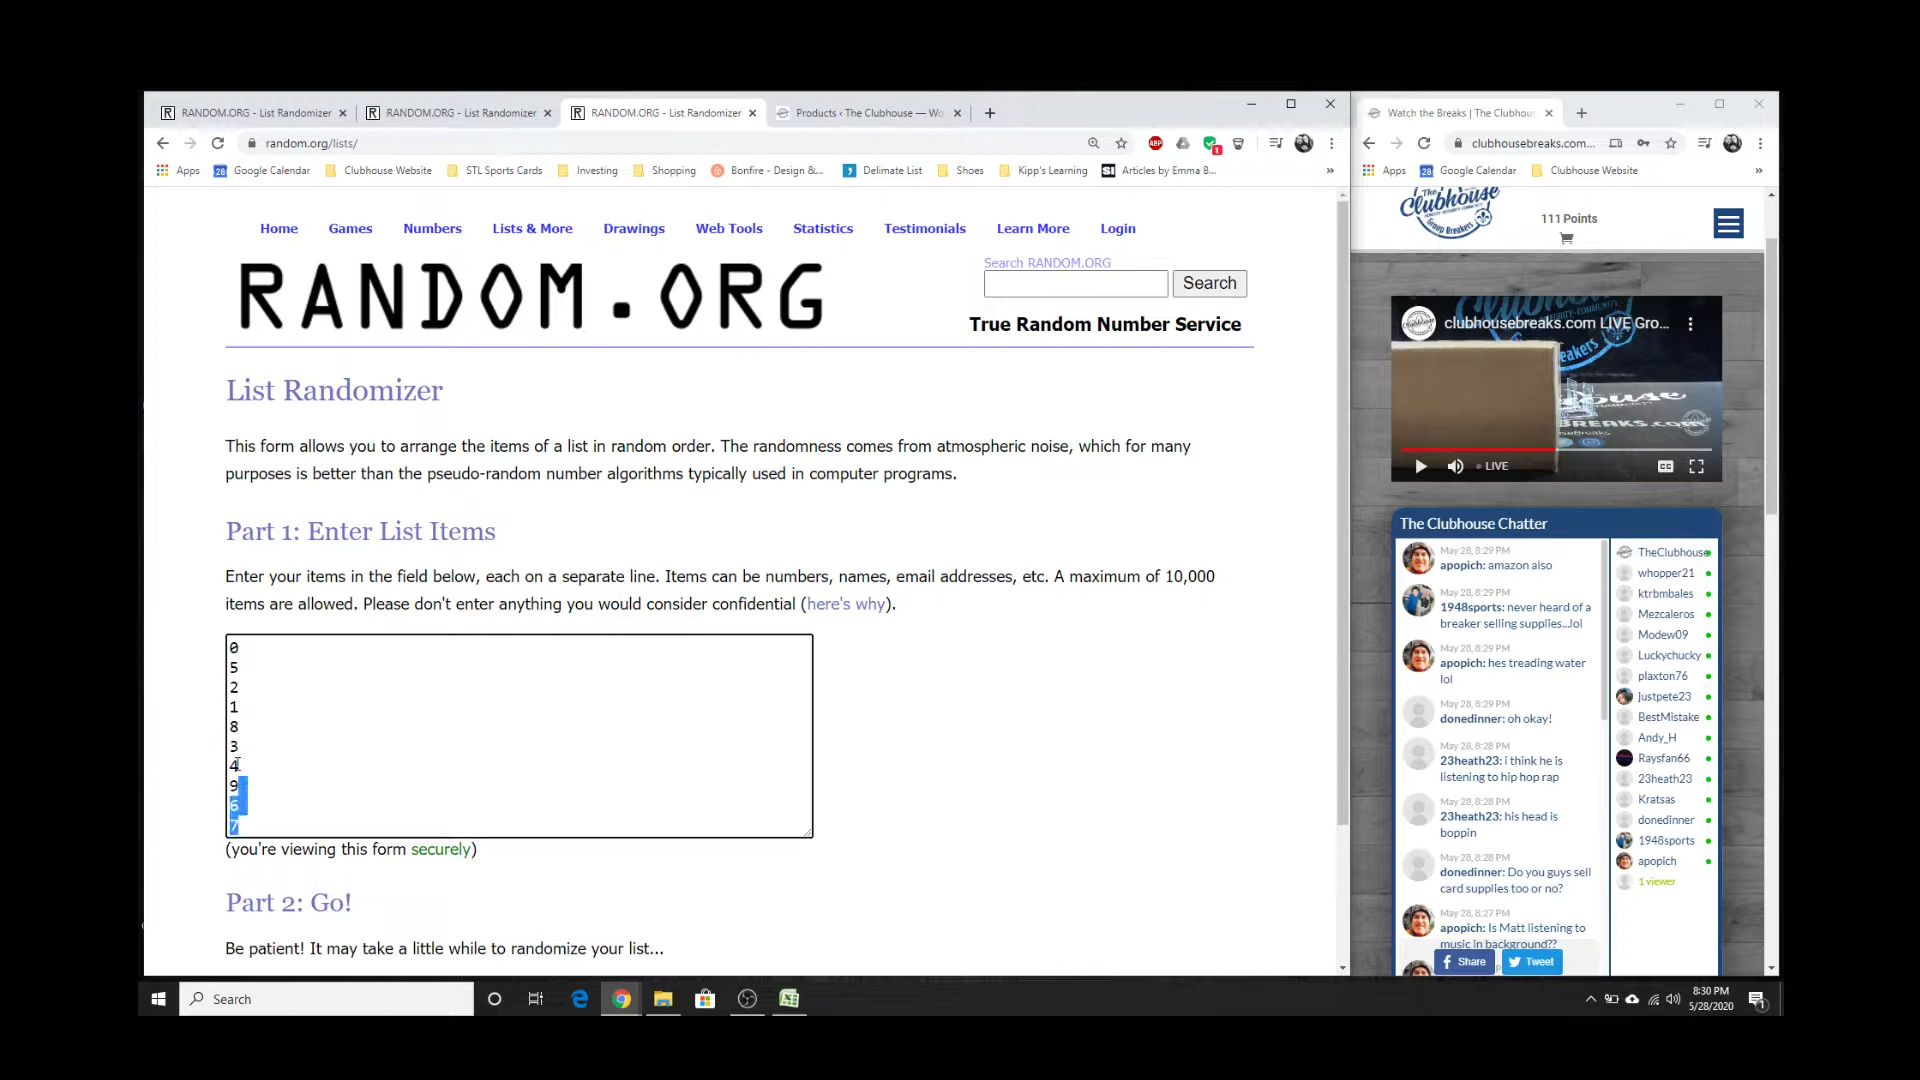 RANDOM.ORG - List Randomizer
RANDOM.ORG - List Randomizer
RANDOM.ORG - List Randomizer
Products ‹ The Clubhouse — Wo
random.org/lists/
Apps
Google Calendar
Clubhouse Website
STL Sports Cards
Investing
Shopping
Bonfire - Design &...
Delimate List
Shoes
Kipp's Learning
Articles by Emma B...
Home
Games
Numbers
Lists & More
Drawings
Web Tools
Statistics
Testimonials
Learn More
Login
RANDOM.ORG
Search RANDOM.ORG
Search
True Random Number Service
List Randomizer
This form allows you to arrange the items of a list in random order. The randomness comes from atmospheric noise, which for many
purposes is better than the pseudo-random number algorithms typically used in computer programs.
Part 1: Enter List Items
Enter your items in the field below, each on a separate line. Items can be numbers, names, email addresses, etc. A maximum of 10,000
items are allowed. Please don't enter anything you would consider confidential (here's why).
0
5
2
1
8
3
4
9
6
7
(you're viewing this form securely)
Part 2: Go!
Be patient! It may take a little while to randomize your list...
Watch the Breaks | The Clubhous
clubhousebreaks.com...
Apps
Google Calendar
Clubhouse Website
The
Clubhouse
Group Breakers
111 Points
clubhousebreaks.com LIVE Gro...
LIVE
CC
The Clubhouse Chatter
May 28, 8:29 PM
apopich: amazon also
May 28, 8:29 PM
1948sports: never heard of a
breaker selling supplies...lol
May 28, 8:29 PM
apopich: hes treading water
lol
May 28, 8:29 PM
donedinner: oh okay!
May 28, 8:28 PM
23heath23: i think he is
listening to hip hop rap
May 28, 8:28 PM
23heath23: his head is
boppin
May 28, 8:28 PM
donedinner: Do you guys sell
card supplies too or no?
May 28, 8:27 PM
apopich: Is Matt listening to
music in background??
TheClubhouse
whopper21
ktrbmbales
Mezcaleros
Modew09
Luckychucky
plaxton76
justpete23
BestMistake
Andy_H
Raysfan66
23heath23
Kratsas
donedinner
1948sports
apopich
1 viewer
Share
Tweet
Search
8:30 PM
5/28/2020